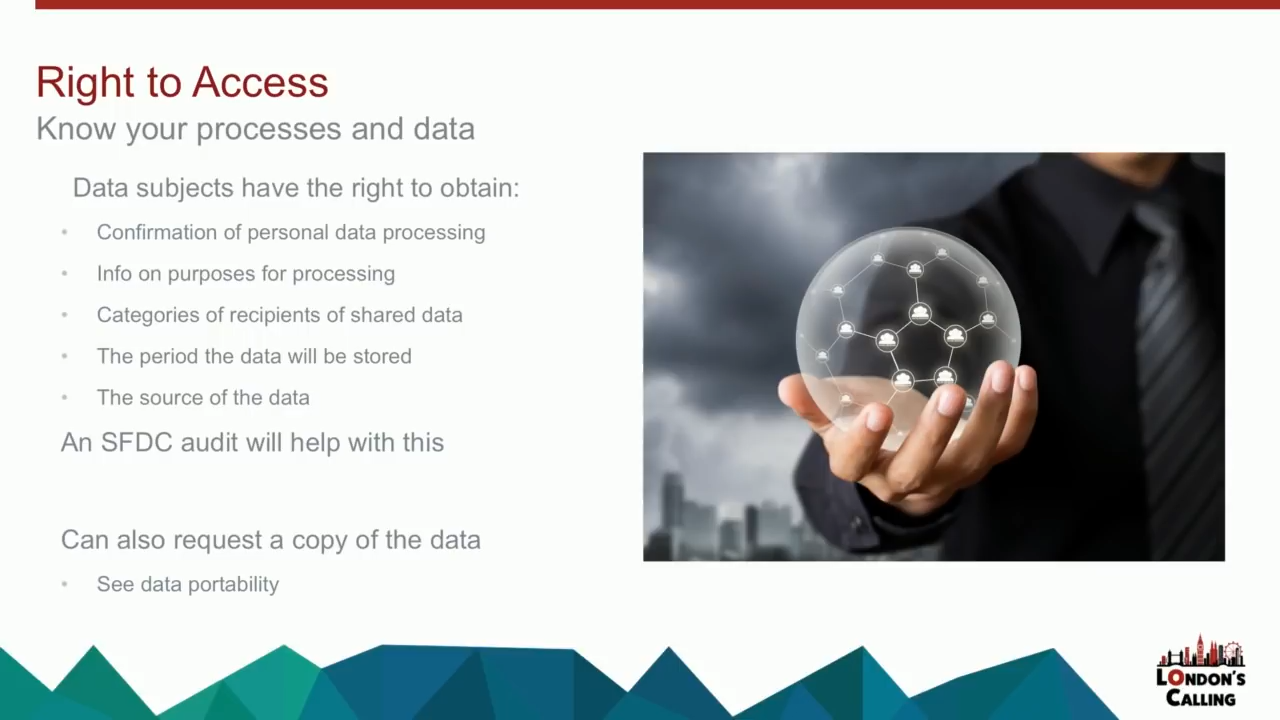 Right to Access
Know your processes and data
Data subjects have the right to obtain:
• Confirmation of personal data processing
• Info on purposes for processing
• Categories of recipients of shared data
• The period the data will be stored
• The source of the data
An SFDC audit will help with this
Can also request a copy of the data
• See data portability
LONDON'S
CALLING